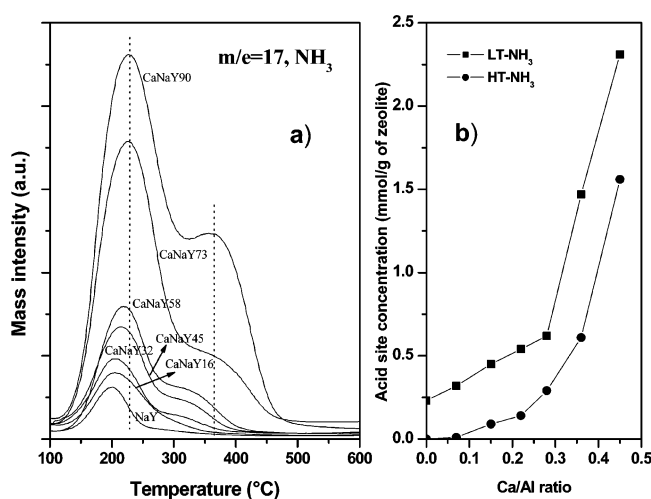 m/e=17, NH3
CaNaY90
a)
CaNaY73
CaNaY58
CaNaY45
CaNaY32
CaNaY16
NaY
Mass intensity (a.u.)
100 200 300 400 500 600
Temperature (°C)
LT-NH3
HT-NH3
b)
Acid site concentration (mmol/g of zeolite)
2.5
2.0
1.5
1.0
0.5
0.0
0.0 0.1 0.2 0.3 0.4 0.5
Ca/Al ratio